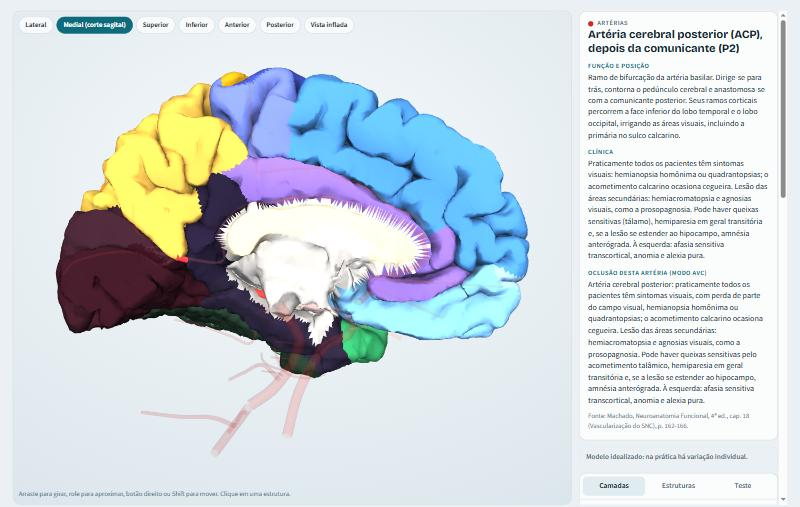 Lateral
Medial (corte sagital)
Superior
Inferior
Anterior
Posterior
Vista inflada
Arraste para girar, role para aproximar, botão direito ou Shift para mover. Clique em uma estrutura.
ARTÉRIAS
Artéria cerebral posterior (ACP),
depois da comunicante (P2)
FUNÇÃO E POSIÇÃO
Ramo de bifurcação da artéria basilar. Dirige-se para
trás, contorna o pedúnculo cerebral e anastomosa-se
com a comunicante posterior. Seus ramos corticais
percorrem a face inferior do lobo temporal e o lobo
occipital, irrigando as áreas visuais, incluindo a
primária no sulco calcarino.
CLÍNICA
Praticamente todos os pacientes têm sintomas
visuais: hemianopsia homônima ou quadrantopsias; o
acometimento calcarino ocasiona cegueira. Lesão das
áreas secundárias: hemiacromatopsia e agnosias
visuais, como a prosopagnosia. Pode haver queixas
sensitivas (tálamo), hemiparesia em geral transitória
e, se a lesão se estender ao hipocampo, amnésia
anterógrada. À esquerda: afasia sensitiva
transcortical, anomia e alexia pura.
OCLUSÃO DESTA ARTÉRIA (MODO AVC)
Artéria cerebral posterior: praticamente todos os
pacientes têm sintomas visuais, com perda de parte
do campo visual, hemianopsia homônima ou
quadrantopsias; o acometimento calcarino ocasiona
cegueira. Lesão das áreas secundárias:
hemiacromatopsia e agnosias visuais, como a
prosopagnosia. Pode haver queixas sensitivas pelo
acometimento talâmico, hemiparesia em geral
transitória e, se a lesão se estender ao hipocampo,
amnésia anterógrada. À esquerda: afasia sensitiva
transcortical, anomia e alexia pura.
Fonte: Machado, Neuroanatomia Funcional, 4ª ed., cap. 18
(Vascularização do SNC), p. 162-166.
Modelo idealizado: na prática há variação individual.
Camadas
Estruturas
Teste